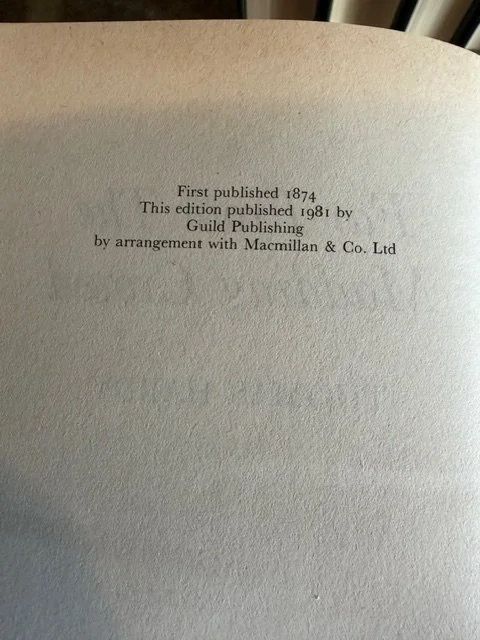 First published 1874
This edition published 1981 by
Guild Publishing
by arrangement with Macmillan & Co. Ltd